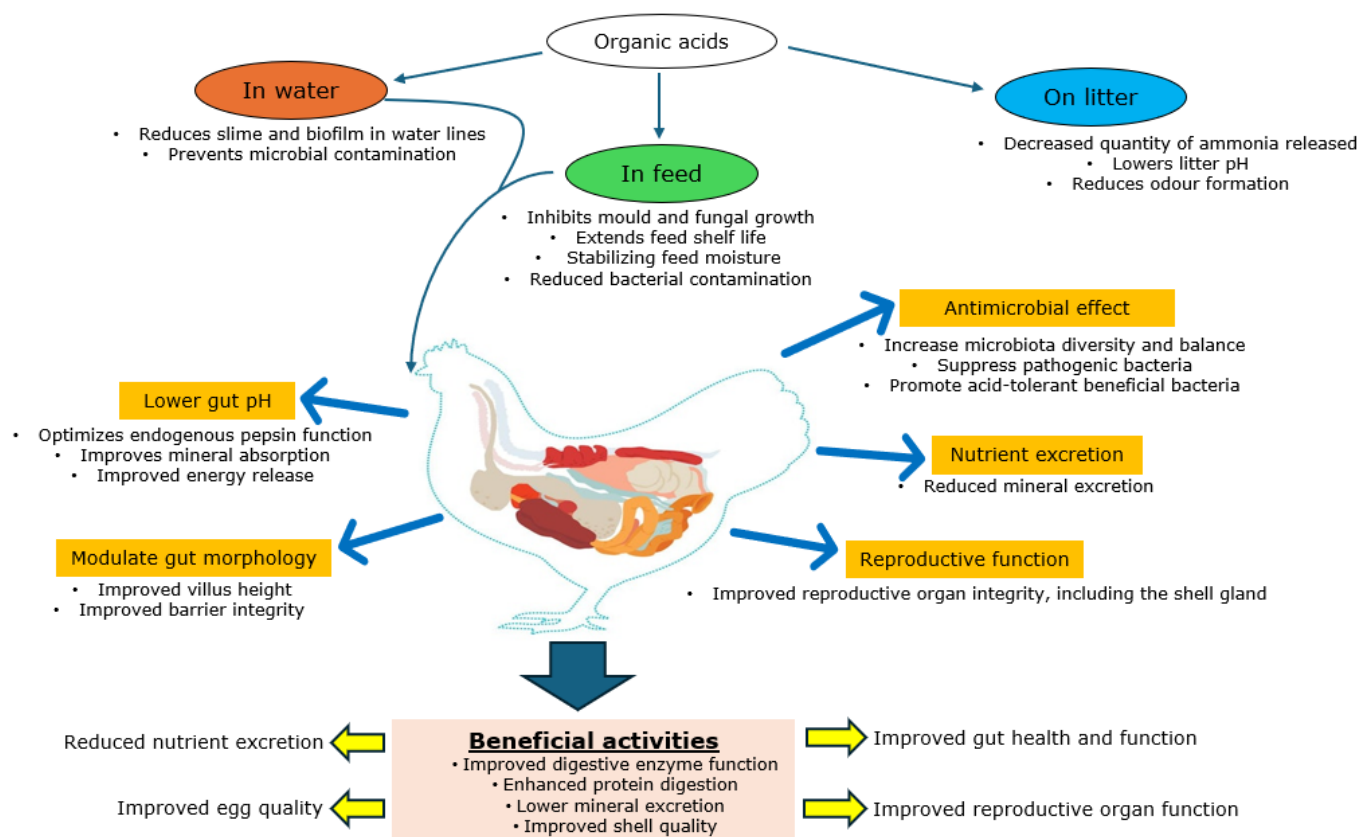 Organic acids
In water
• Reduces slime and biofilm in water lines
• Prevents microbial contamination
On litter
• Decreased quantity of ammonia released
• Lowers litter pH
• Reduces odour formation
In feed
• Inhibits mould and fungal growth
• Extends feed shelf life
• Stabilizing feed moisture
• Reduced bacterial contamination
Antimicrobial effect
• Increase microbiota diversity and balance
• Suppress pathogenic bacteria
• Promote acid-tolerant beneficial bacteria
Lower gut pH
• Optimizes endogenous pepsin function
• Improves mineral absorption
• Improved energy release
Nutrient excretion
• Reduced mineral excretion
Modulate gut morphology
• Improved villus height
• Improved barrier integrity
Reproductive function
• Improved reproductive organ integrity, including the shell gland
Beneficial activities
• Improved digestive enzyme function
• Enhanced protein digestion
• Lower mineral excretion
• Improved shell quality
Reduced nutrient excretion
Improved gut health and function
Improved egg quality
Improved reproductive organ function